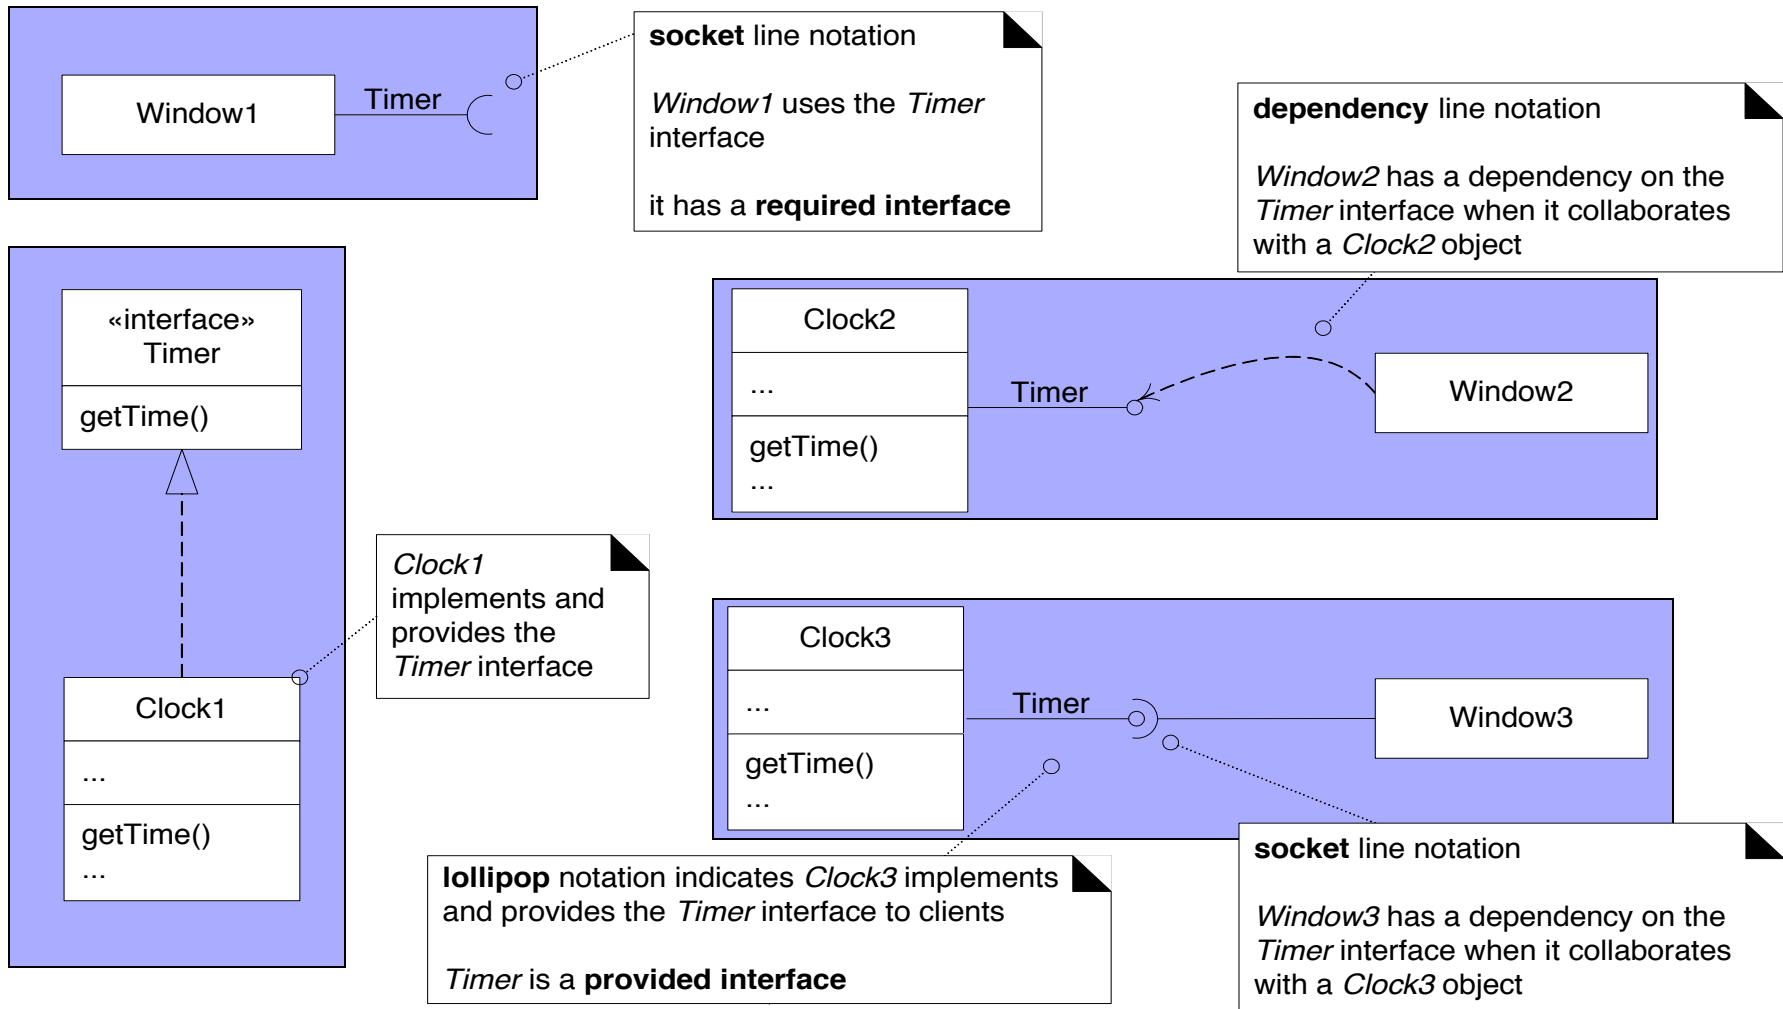 Window1
Timer
socket line notation
Window1 uses the Timer
interface
it has a required interface
dependency line notation
Window2 has a dependency on the
Timer interface when it collaborates
with a Clock2 object
«interface»
Timer
getTime()
Clock1
implements and
provides the
Timer interface
Clock1
...
getTime()
...
Clock2
...
getTime()
...
Timer
Window2
Clock3
...
getTime()
...
Timer
Window3
lollipop notation indicates Clock3 implements
and provides the Timer interface to clients
Timer is a provided interface
socket line notation
Window3 has a dependency on the
Timer interface when it collaborates
with a Clock3 object